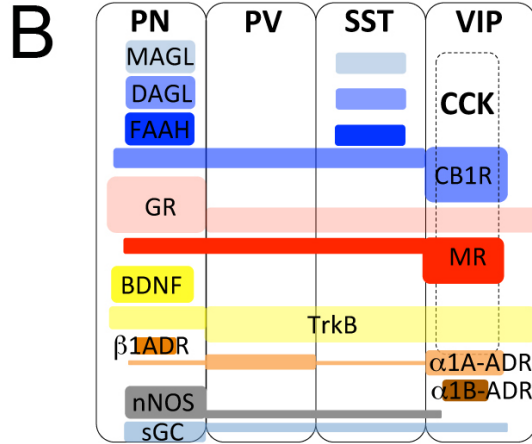 B
PN PV SST VIP
MAGL
DAGL
FAAH
CCK
CB1R
GR
MR
BDNF
TrkB
β1ADR
α1A-ADR
α1B-ADR
nNOS
sGC